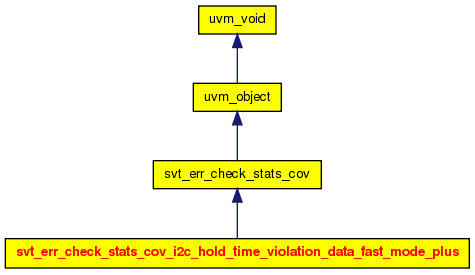 uvm_void
uvm_object
svt_err_check_stats_cov
svt_err_check_stats_cov_i2c_hold_time_violation_data_fast_mode_plus